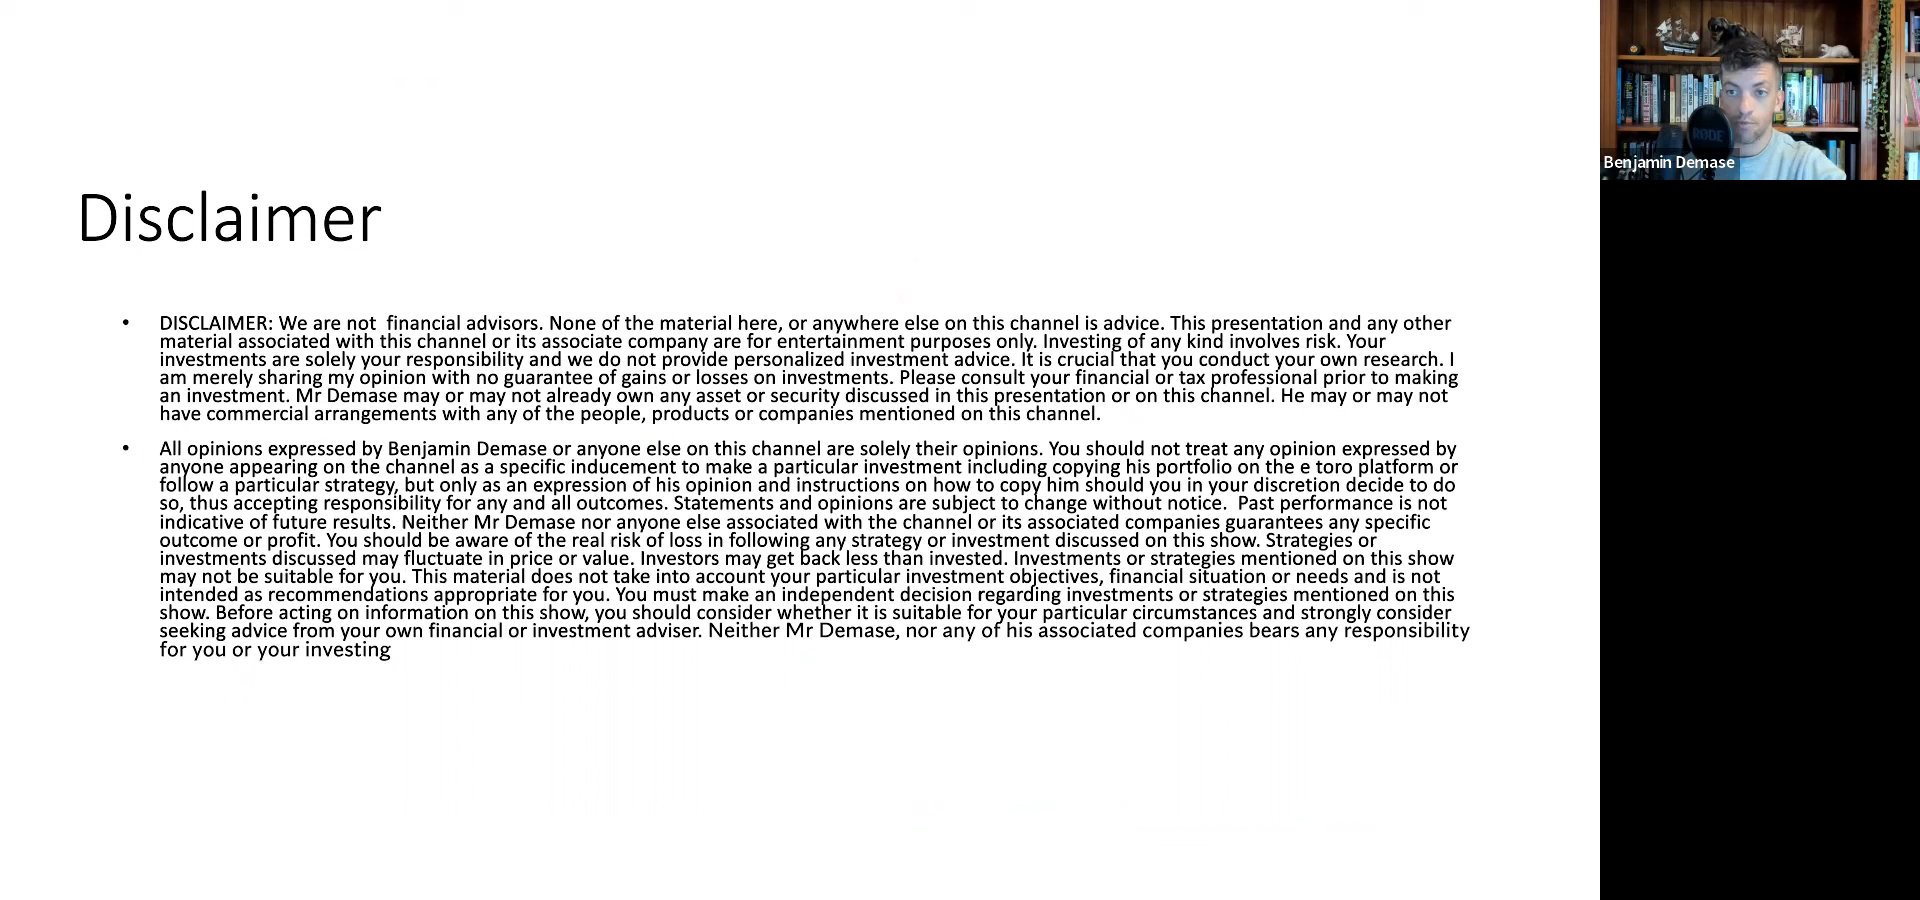 Disclaimer
• DISCLAIMER: We are not  financial advisors. None of the material here, or anywhere else on this channel is advice. This presentation and any other
material associated with this channel or its associate company are for entertainment purposes only. Investing of any kind involves risk. Your
investments are solely your responsibility and we do not provide personalized investment advice. It is crucial that you conduct your own research. I
am merely sharing my opinion with no guarantee of gains or losses on investments. Please consult your financial or tax professional prior to making
an investment. Mr Demase may or may not already own any asset or security discussed in this presentation or on this channel. He may or may not
have commercial arrangements with any of the people, products or companies mentioned on this channel.
• All opinions expressed by Benjamin Demase or anyone else on this channel are solely their opinions. You should not treat any opinion expressed by
anyone appearing on the channel as a specific inducement to make a particular investment including copying his portfolio on the e toro platform or
follow a particular strategy, but only as an expression of his opinion and instructions on how to copy him should you in your discretion decide to do
so, thus accepting responsibility for any and all outcomes. Statements and opinions are subject to change without notice.  Past performance is not
indicative of future results. Neither Mr Demase nor anyone else associated with the channel or its associated companies guarantees any specific
outcome or profit. You should be aware of the real risk of loss in following any strategy or investment discussed on this show. Strategies or
investments discussed may fluctuate in price or value. Investors may get back less than invested. Investments or strategies mentioned on this show
may not be suitable for you. This material does not take into account your particular investment objectives, financial situation or needs and is not
intended as recommendations appropriate for you. You must make an independent decision regarding investments or strategies mentioned on this
show. Before acting on information on this show, you should consider whether it is suitable for your particular circumstances and strongly consider
seeking advice from your own financial or investment adviser. Neither Mr Demase, nor any of his associated companies bears any responsibility
for you or your investing
RØDE
Benjamin Demase